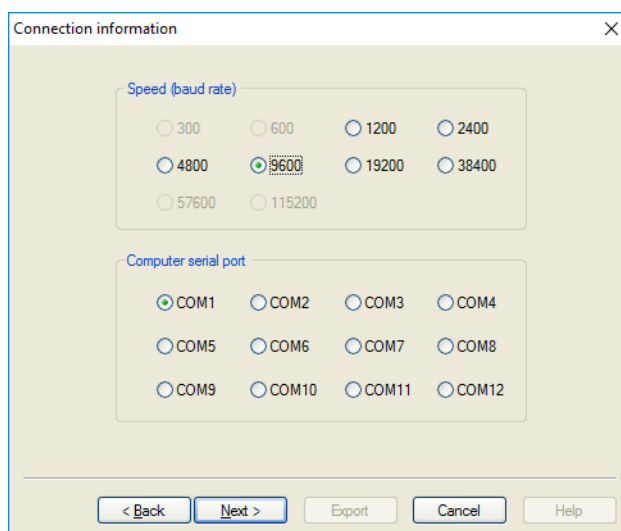 Connection information
Speed (baud rate)
300 600 1200 2400
4800 9600 19200 38400
57600 115200
Computer serial port
COM1 COM2 COM3 COM4
COM5 COM6 COM7 COM8
COM9 COM10 COM11 COM12
< Back Next > Export Cancel Help